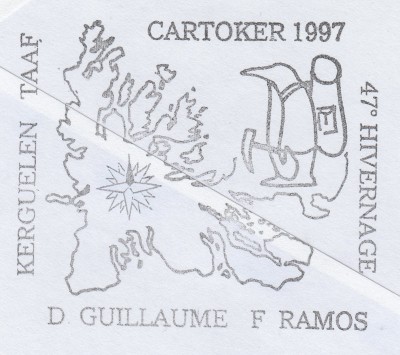 CARTOKER 1997
KERGUELEN TAAF
47° HIVERNAGE
D GUILLAUME F RAMOS